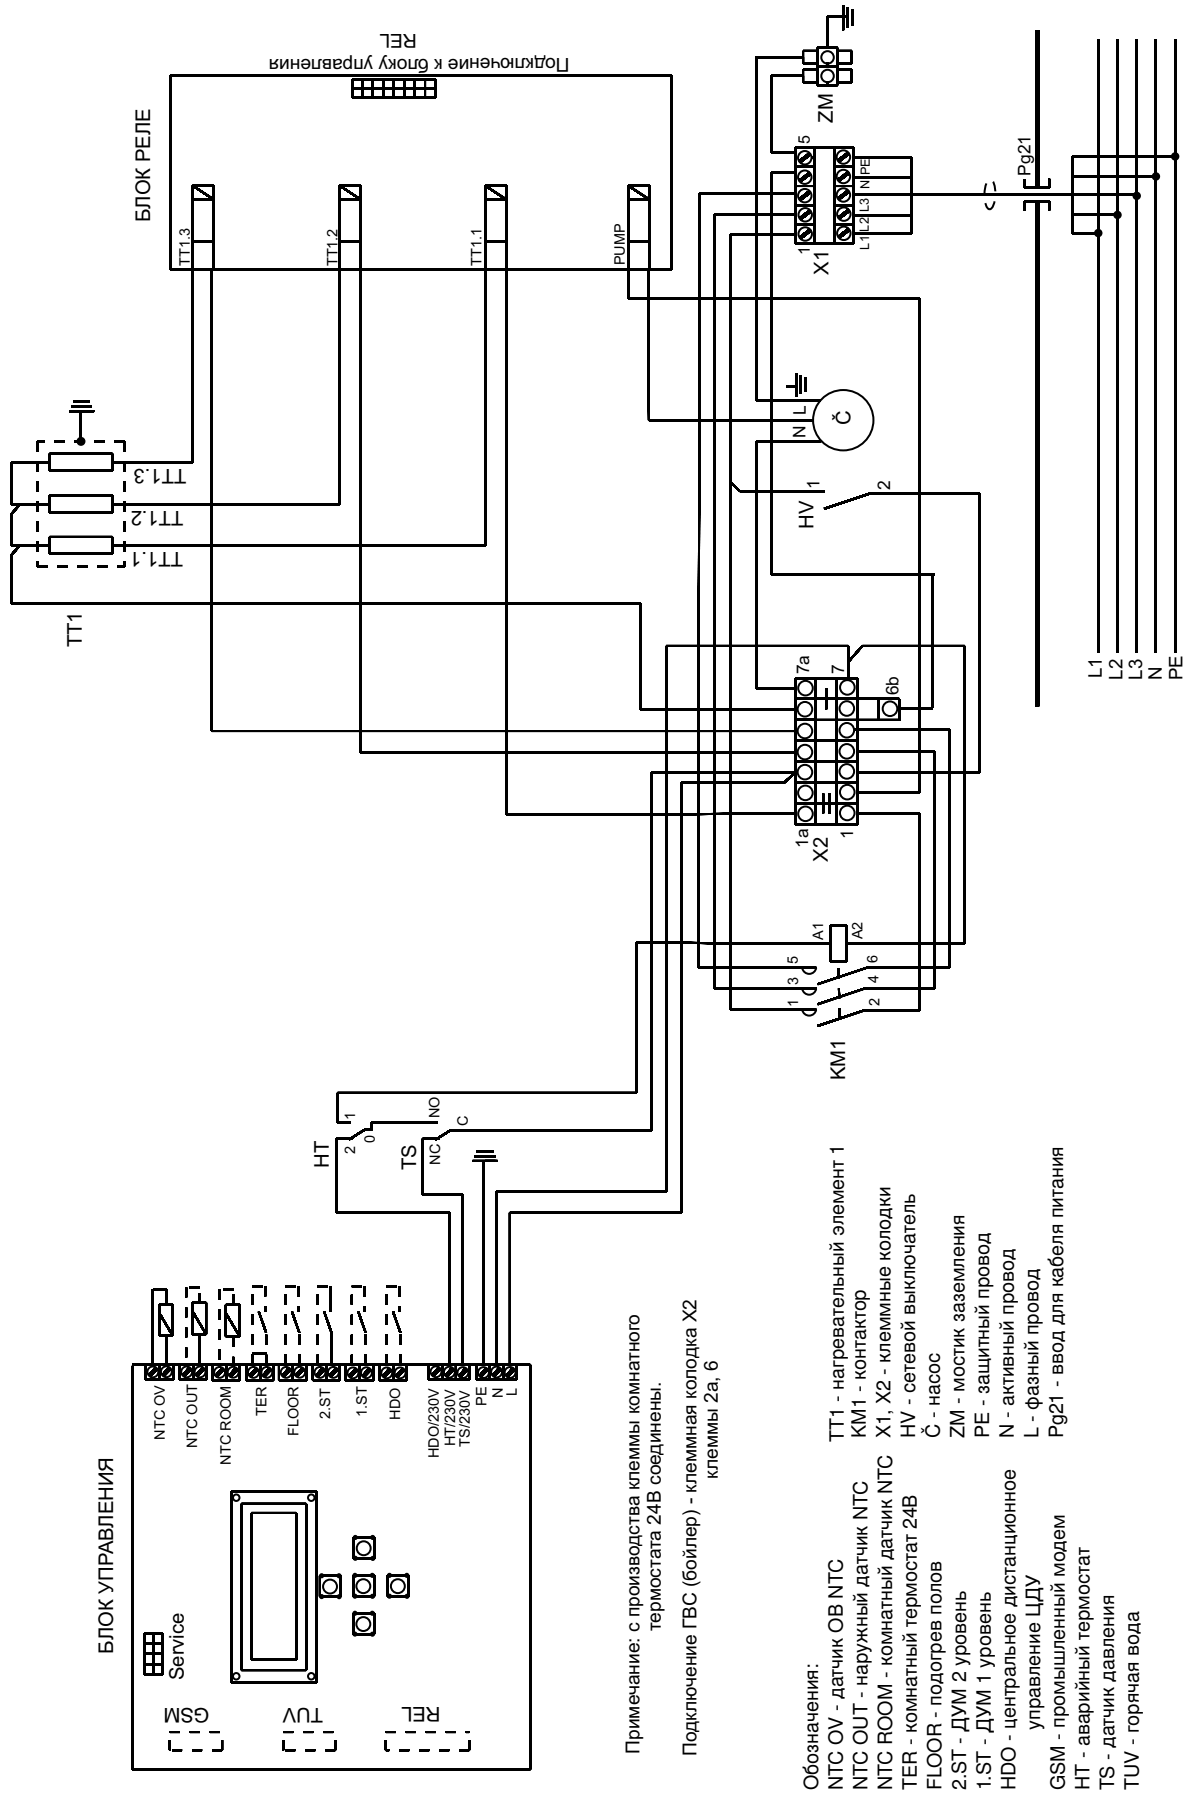 БЛОК УПРАВЛЕНИЯ
Service
GSM
TUV
REL
NTC OV
NTC OUT
NTC ROOM
TER
FLOOR
2.ST
1.ST
HDO
HDO/230V
HT/230V
TS/230V
PE
N
L
HT
2
1
0
TS
NC
NO
C
TT1
TT1.1
TT1.2
TT1.3
БЛОК РЕЛЕ
Подключение к блоку управления
REL
TT1.3
TT1.2
TT1.1
PUMP
KM1
1
3
5
2
4
6
A1
A2
X2
1a
7a
1
7
6b
HV
1
2
N
L
Č
X1
1
5
L1
L2
L3
N
PE
ZM
Pg21
L1
L2
L3
N
PE
Примечание: с производства клеммы комнатного
термостата 24В соединены.
Подключение ГВС (бойлер) - клеммная колодка X2
клеммы 2а, 6
Обозначения:
NTC OV - датчик ОВ NTC
NTC OUT - наружный датчик NTC
NTC ROOM - комнатный датчик NTC
TER - комнатный термостат 24В
FLOOR - подогрев полов
2.ST - ДУМ 2 уровень
1.ST - ДУМ 1 уровень
HDO - центральное дистанционное
управление ЦДУ
GSM - промышленный модем
HT - аварийный термостат
TS - датчик давления
TUV - горячая вода
TT1 - нагревательный элемент 1
KM1 - контактор
X1, X2 - клеммные колодки
HV - сетевой выключатель
Č - насос
ZM - мостик заземления
PE - защитный провод
N - активный провод
L - фазный провод
Pg21 - ввод для кабеля питания